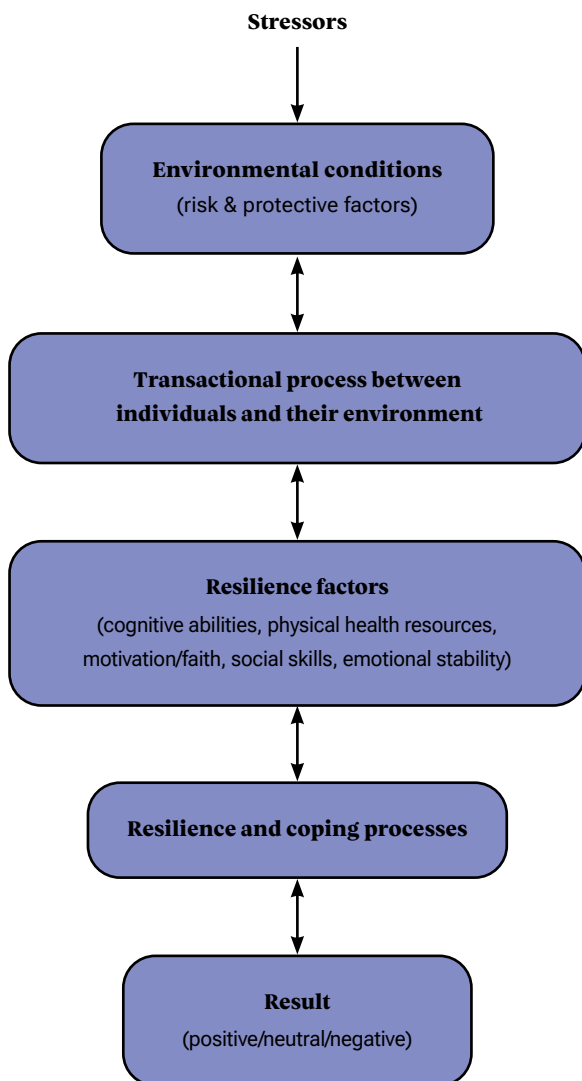 Stressors
Environmental conditions
(risk & protective factors)
Transactional process between
individuals and their environment
Resilience factors
(cognitive abilities, physical health resources,
motivation/faith, social skills, emotional stability)
Resilience and coping processes
Result
(positive/neutral/negative)